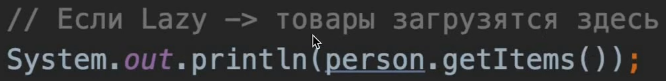 // Если Lazy -> товары загрузятся здесь
System.out.println(person.getItems());